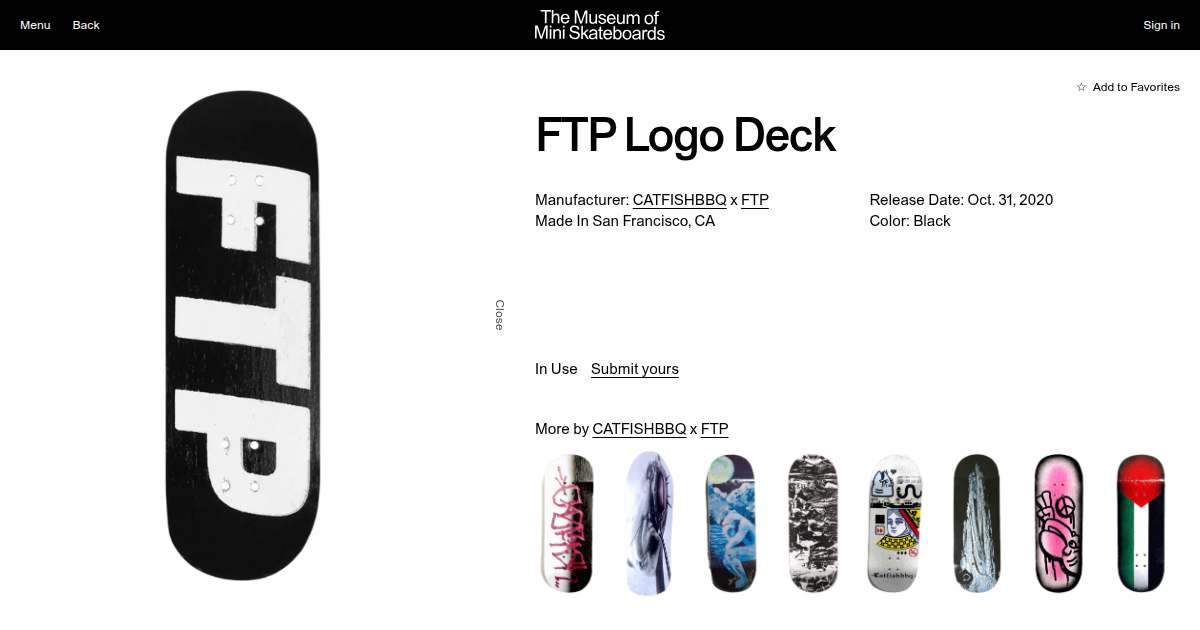 Menu
Back
The Museum of
Mini Skateboards
Sign in
☆ Add to Favorites
FTP
FTP Logo Deck
Manufacturer: CATFISHBBQ x FTP
Made In San Francisco, CA
Release Date: Oct. 31, 2020
Color: Black
Close
In Use Submit yours
More by CATFISHBBQ x FTP
Catfishbbq